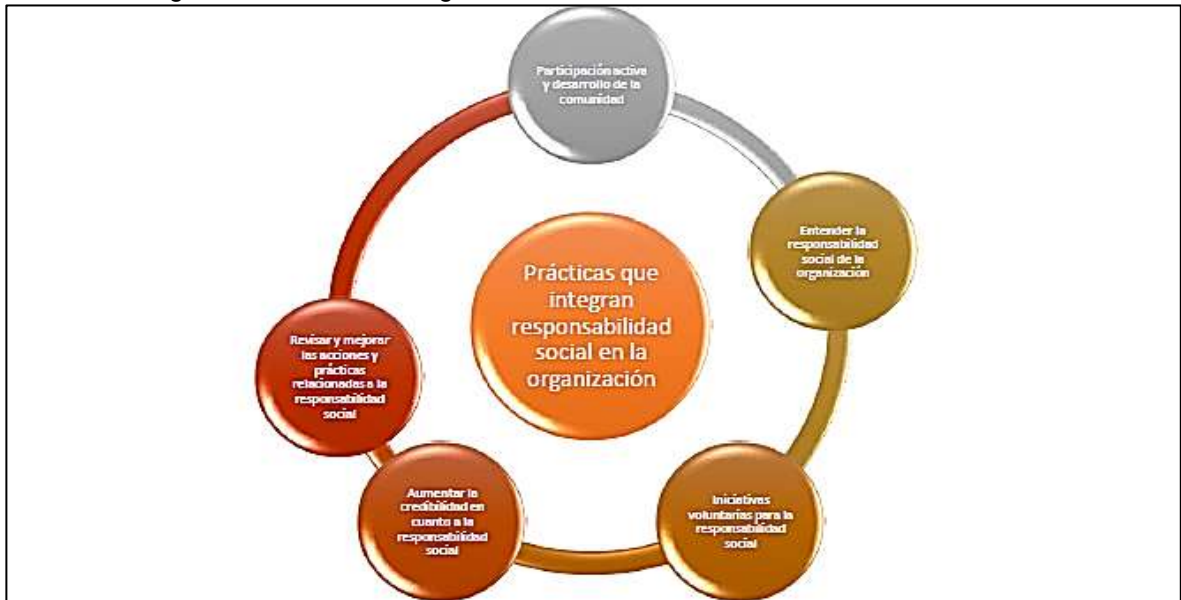 Participación activa
y desarrollo de la
comunidad
Entender la
responsabilidad
social de la
organización
Prácticas que
integran
responsabilidad
social en la
organización
Revisar y mejorar
las acciones y
prácticas
relacionadas a la
responsabilidad
social
Aumentar la
credibilidad en
cuanto a la
responsabilidad
social
Iniciativas
voluntarias para la
responsabilidad
social